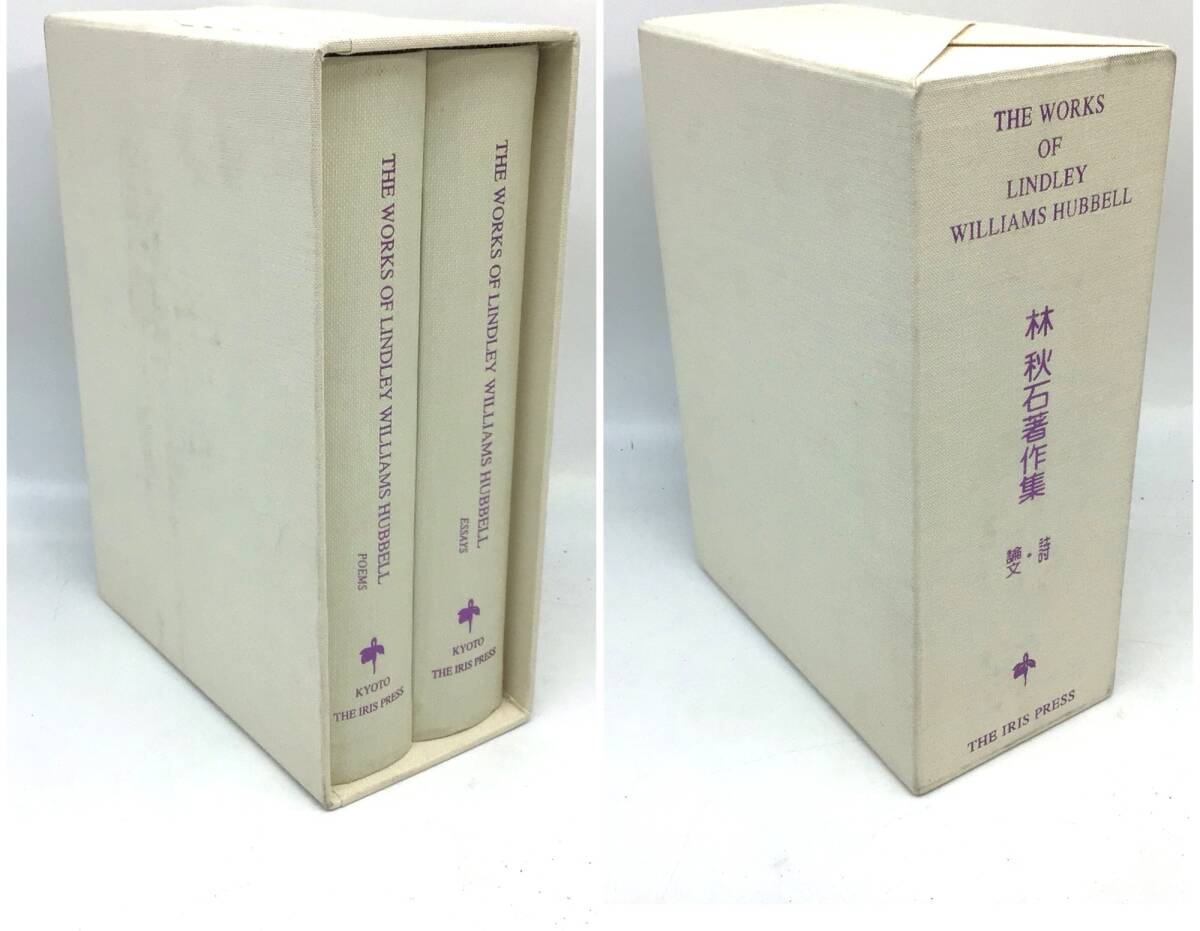 THE WORKS OF LINDLEY WILLIAMS HUBBELL
POEMS
KYOTO
THE IRIS PRESS
THE WORKS OF LINDLEY WILLIAMS HUBBELL
ESSAYS
KYOTO
THE IRIS PRESS
THE WORKS
OF
LINDLEY
WILLIAMS HUBBELL
林 秋石著作集
詩・
論文
THE IRIS PRESS